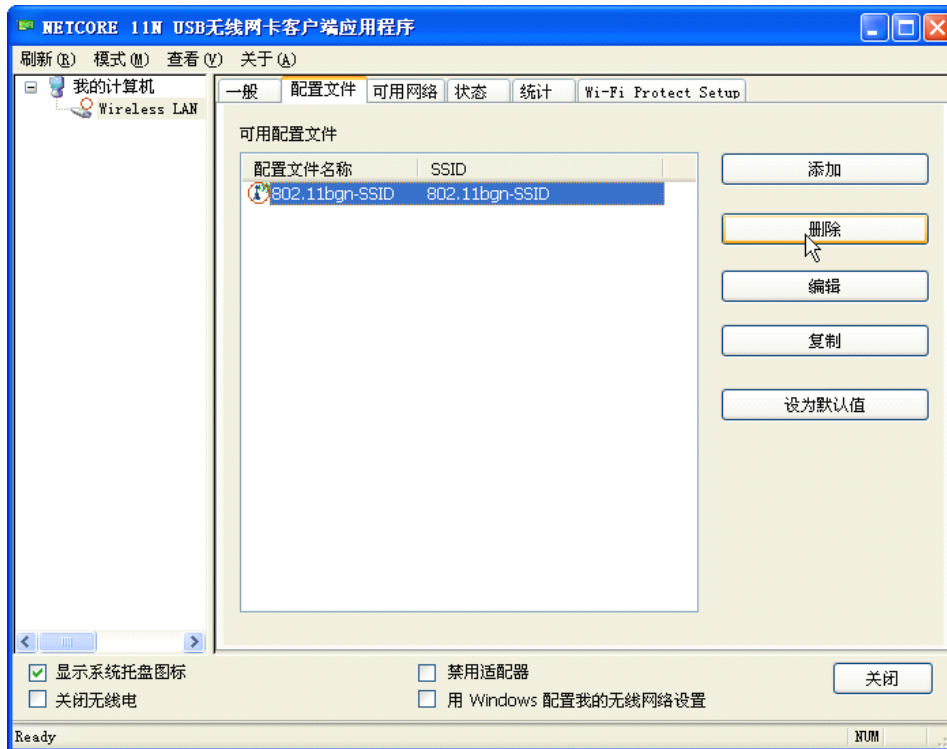 NETCORE 11N USB无线网卡客户端应用程序
刷新(R) 模式(M) 查看(V) 关于(A)
我的计算机
Wireless LAN
一般 配置文件 可用网络 状态 统计 Wi-Fi Protect Setup
可用配置文件
配置文件名称 SSID
802.11bgn-SSID 802.11bgn-SSID
添加
删除
编辑
复制
设为默认值
显示系统托盘图标 禁用适配器
关闭无线电 用 Windows 配置我的无线网络设置
关闭
Ready NUM